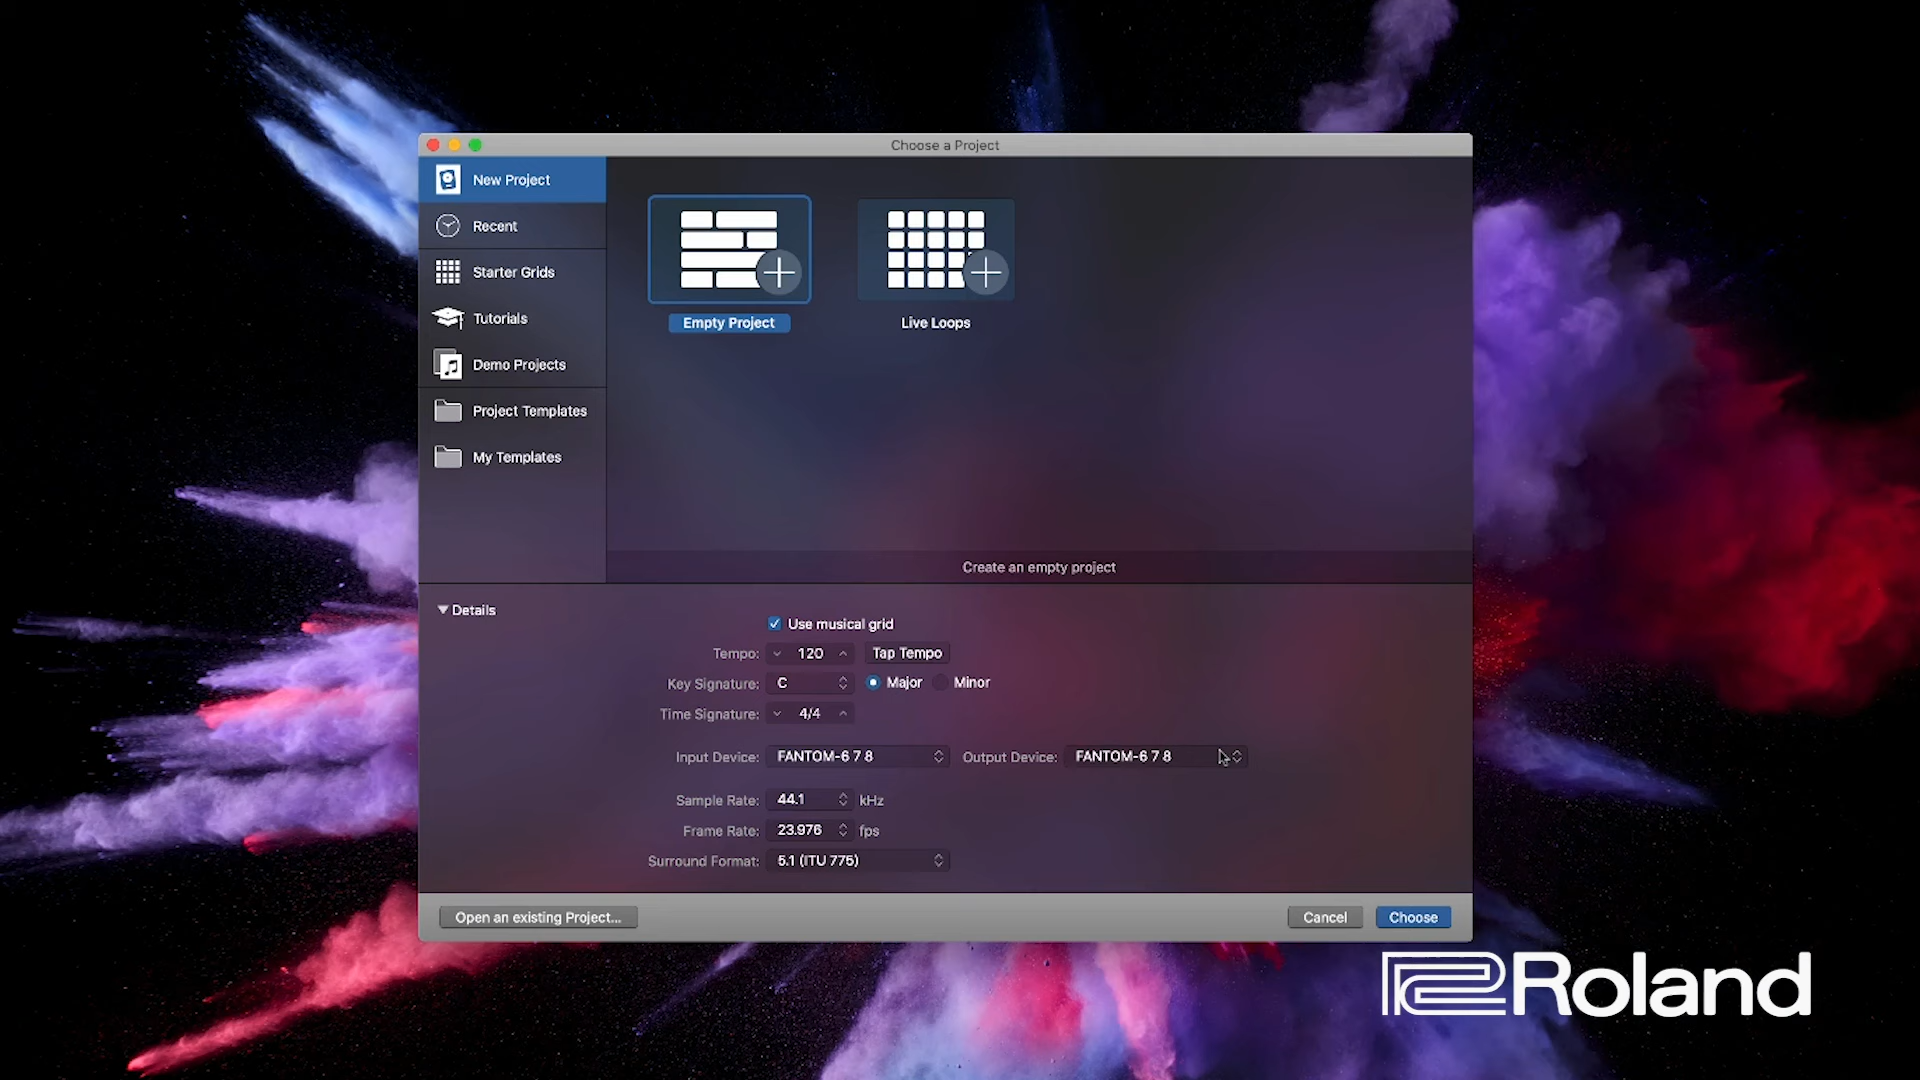 Choose a Project
New Project
Recent
Starter Grids
Tutorials
Demo Projects
Project Templates
My Templates
Empty Project
Live Loops
Create an empty project
Details
Use musical grid
Tempo: 120 Tap Tempo
Key Signature: C Major Minor
Time Signature: 4/4
Input Device: FANTOM-6 7 8 Output Device: FANTOM-6 7 8
Sample Rate: 44.1 kHz
Frame Rate: 23.976 fps
Surround Format: 5.1 (ITU 775)
Open an existing Project... Cancel Choose
Roland